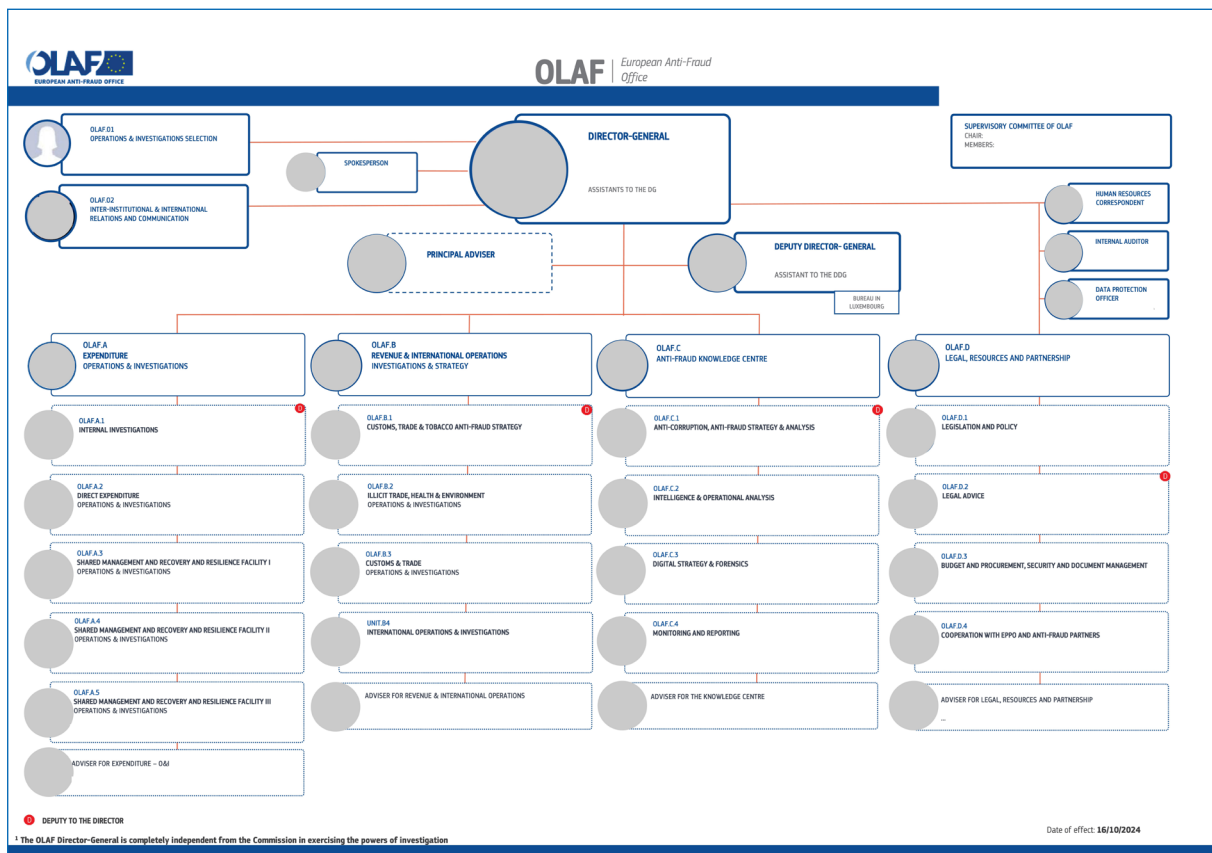 OLAF
EUROPEAN ANTI-FRAUD OFFICE
OLAF
European Anti-Fraud
Office
OLAF.01
OPERATIONS & INVESTIGATIONS SELECTION
DIRECTOR-GENERAL
ASSISTANTS TO THE DG
SUPERVISORY COMMITTEE OF OLAF
CHAIR:
MEMBERS:
SPOKESPERSON
OLAF.02
INTER-INSTITUTIONAL & INTERNATIONAL
RELATIONS AND COMMUNICATION
HUMAN RESOURCES
CORRESPONDENT
INTERNAL AUDITOR
DATA PROTECTION
OFFICER
PRINCIPAL ADVISER
DEPUTY DIRECTOR- GENERAL
ASSISTANT TO THE DDG
BUREAU IN
LUXEMBOURG
OLAF.A
EXPENDITURE
OPERATIONS & INVESTIGATIONS
D
OLAF.A.1
INTERNAL INVESTIGATIONS
OLAF.A.2
DIRECT EXPENDITURE
OPERATIONS & INVESTIGATIONS
OLAF.A.3
SHARED MANAGEMENT AND RECOVERY AND RESILIENCE FACILITY I
OPERATIONS & INVESTIGATIONS
OLAF.A.4
SHARED MANAGEMENT AND RECOVERY AND RESILIENCE FACILITY II
OPERATIONS & INVESTIGATIONS
OLAF.A.5
SHARED MANAGEMENT AND RECOVERY AND RESILIENCE FACILITY III
OPERATIONS & INVESTIGATIONS
ADVISER FOR EXPENDITURE – O&I
OLAF.B
REVENUE & INTERNATIONAL OPERATIONS
INVESTIGATIONS & STRATEGY
D
OLAF.B.1
CUSTOMS, TRADE & TOBACCO ANTI-FRAUD STRATEGY
OLAF.B.2
ILLICIT TRADE, HEALTH & ENVIRONMENT
OPERATIONS & INVESTIGATIONS
OLAF.B.3
CUSTOMS & TRADE
OPERATIONS & INVESTIGATIONS
UNIT.B4
INTERNATIONAL OPERATIONS & INVESTIGATIONS
ADVISER FOR REVENUE & INTERNATIONAL OPERATIONS
OLAF.C
ANTI-FRAUD KNOWLEDGE CENTRE
D
OLAF.C.1
ANTI-CORRUPTION, ANTI-FRAUD STRATEGY & ANALYSIS
OLAF.C.2
INTELLIGENCE & OPERATIONAL ANALYSIS
OLAF.C.3
DIGITAL STRATEGY & FORENSICS
OLAF.C.4
MONITORING AND REPORTING
ADVISER FOR THE KNOWLEDGE CENTRE
OLAF.D
LEGAL, RESOURCES AND PARTNERSHIP
OLAF.D.1
LEGISLATION AND POLICY
D
OLAF.D.2
LEGAL ADVICE
OLAF.D.3
BUDGET AND PROCUREMENT, SECURITY AND DOCUMENT MANAGEMENT
OLAF.D.4
COOPERATION WITH EPPO AND ANTI-FRAUD PARTNERS
ADVISER FOR LEGAL, RESOURCES AND PARTNERSHIP
...
D DEPUTY TO THE DIRECTOR
Date of effect: 16/10/2024
1 The OLAF Director-General is completely independent from the Commission in exercising the powers of investigation